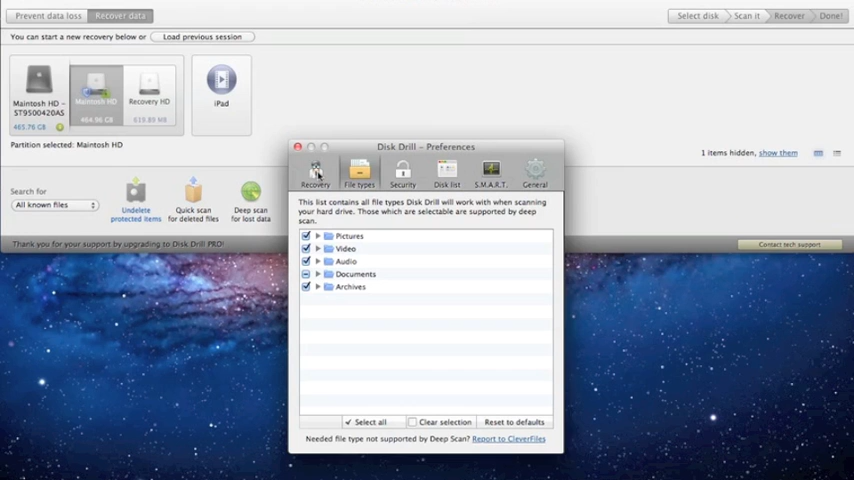 Prevent data loss
Recover data
Select disk
Scan it
Recover
Done!
You can start a new recovery below or
Load previous session
Maintosh HD -
ST9500420AS
465.76 GB
Maintosh HD
464.96 GB
Recovery HD
619.89 MB
iPad
Partition selected: Maintosh HD
1 items hidden, show them
Search for
All known files
Undelete
protected items
Quick scan
for deleted files
Deep scan
for lost data
Thank you for your support by upgrading to Disk Drill PRO!
Contact tech support
Disk Drill – Preferences
Recovery
File types
Security
Disk list
S.M.A.R.T.
General
This list contains all file types Disk Drill will work with when scanning
your hard drive. Those which are selectable are supported by deep
scan.
Pictures
Video
Audio
Documents
Archives
Select all
Clear selection
Reset to defaults
Needed file type not supported by Deep Scan? Report to CleverFiles